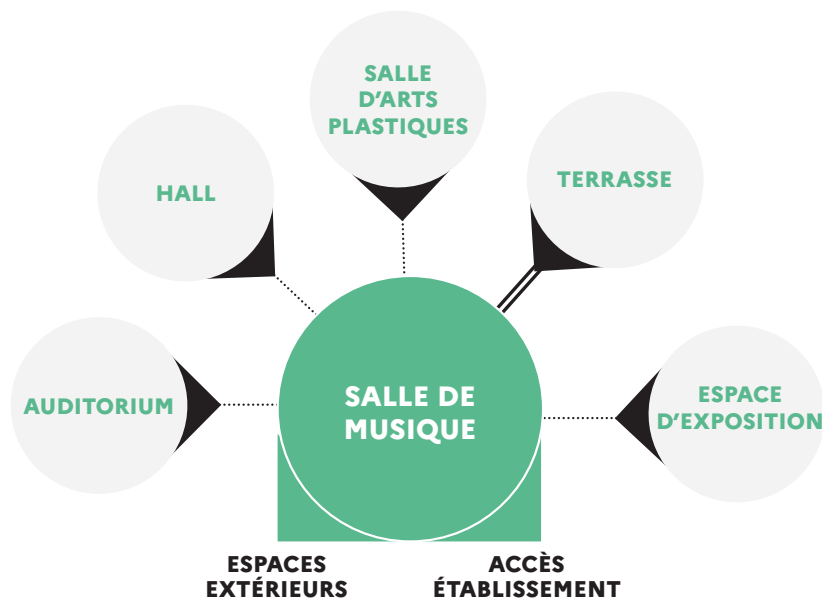 SALLE
D'ARTS
PLASTIQUES
HALL
TERRASSE
AUDITORIUM
SALLE DE
MUSIQUE
ESPACE
D'EXPOSITION
ESPACES
EXTÉRIEURS
ACCÈS
ÉTABLISSEMENT